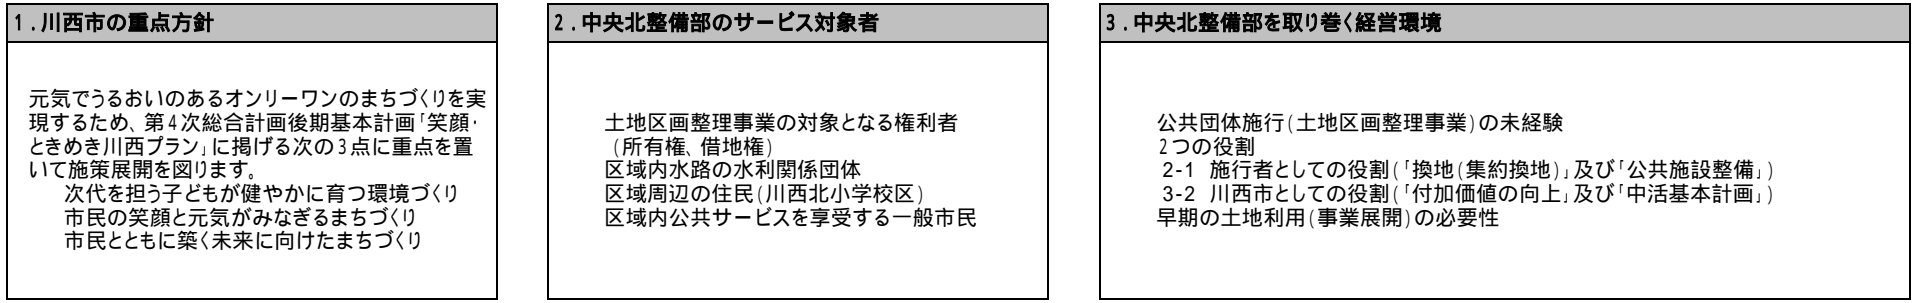 1．川西市の重点方針
元気でうるおいのあるオンリーワンのまちづくりを実
現するため、第4次総合計画後期基本計画「笑顔・
ときめき川西プラン」に掲げる次の3点に重点を置
いて施策展開を図ります。
次代を担う子どもが健やかに育つ環境づくり
市民の笑顔と元気がみなぎるまちづくり
市民とともに築く未来に向けたまちづくり
2．中央北整備部のサービス対象者
土地区画整理事業の対象となる権利者
（所有権、借地権）
区域内水路の水利関係団体
区域周辺の住民（川西北小学校区）
区域内公共サービスを享受する一般市民
3．中央北整備部を取り巻く経営環境
公共団体施行（土地区画整理事業）の未経験
2つの役割
2-1 施行者としての役割（「換地（集約換地）」及び「公共施設整備」）
3-2 川西市としての役割（「付加価値の向上」及び「中活基本計画」）
早期の土地利用（事業展開）の必要性